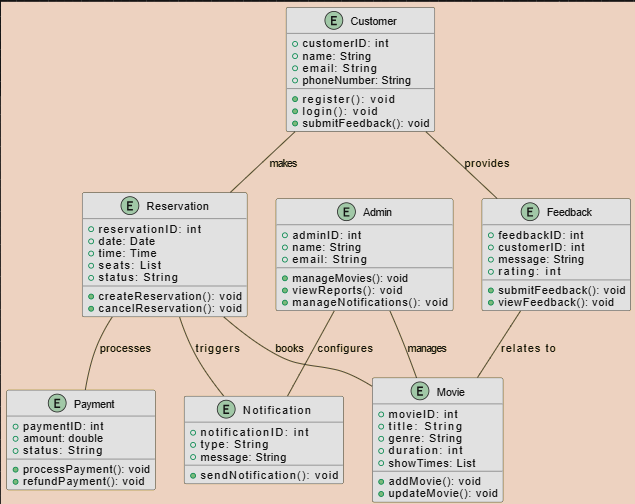 E Customer
customerID: int
name: String
email: String
phoneNumber: String
register(): void
login(): void
submitFeedback(): void
makes
provides
E Reservation
reservationID: int
date: Date
time: Time
seats: List
status: String
createReservation(): void
cancelReservation(): void
E Admin
adminID: int
name: String
email: String
manageMovies(): void
viewReports(): void
manageNotifications(): void
E Feedback
feedbackID: int
customerID: int
message: String
rating: int
submitFeedback(): void
viewFeedback(): void
processes
triggers
books
configures
manages
relates to
E Payment
paymentID: int
amount: double
status: String
processPayment(): void
refundPayment(): void
E Notification
notificationID: int
type: String
message: String
sendNotification(): void
E Movie
movieID: int
title: String
genre: String
duration: int
showTimes: List
addMovie(): void
updateMovie(): void